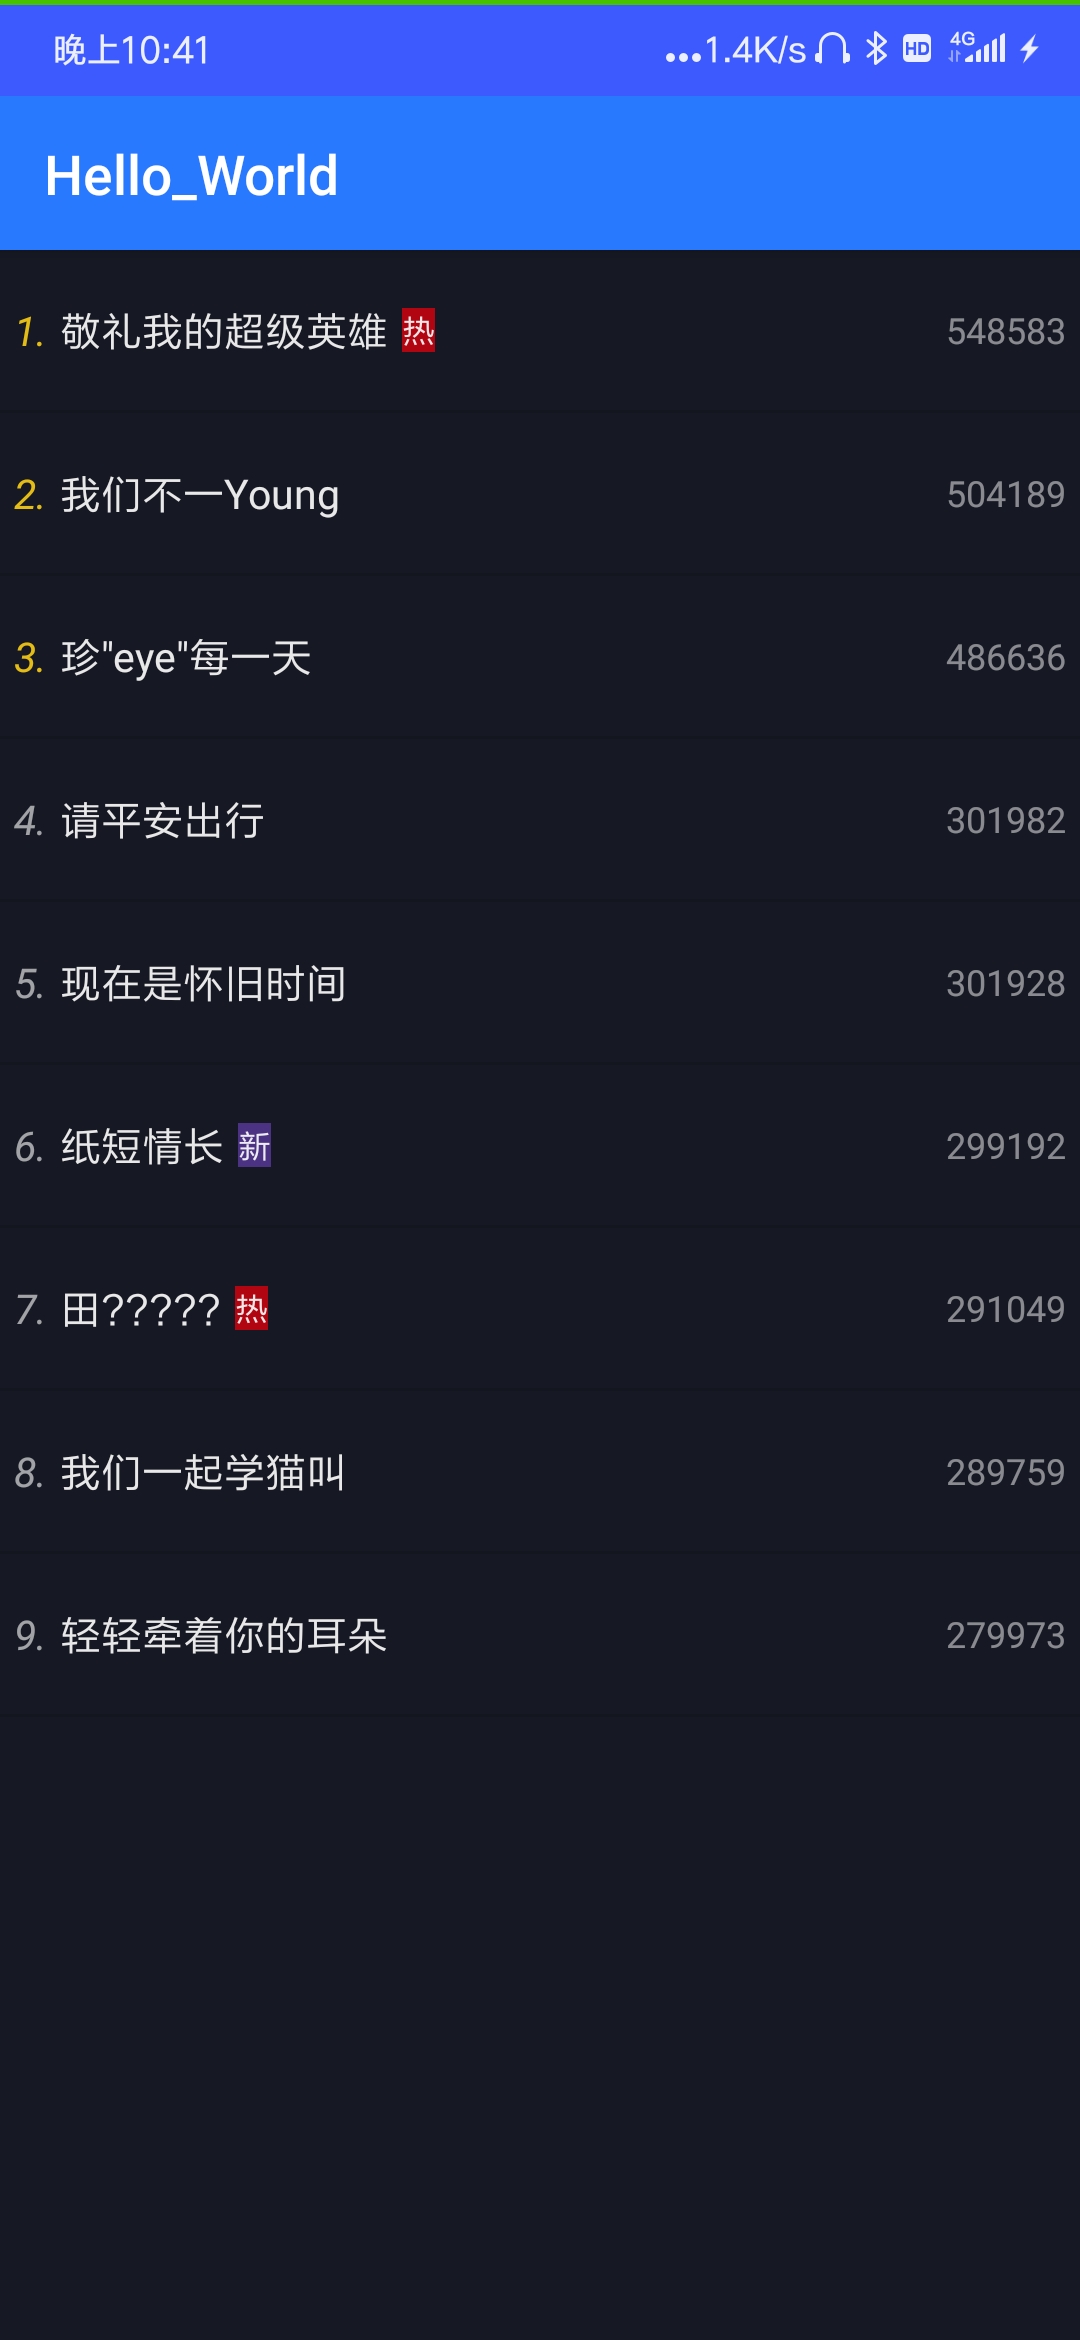 晚上10:41 ...1.4K/s HD 4G
Hello_World
1. 敬礼我的超级英雄 热 548583
2. 我们不一Young 504189
3. 珍"eye"每一天 486636
4. 请平安出行 301982
5. 现在是怀旧时间 301928
6. 纸短情长 新 299192
7. 田????? 热 291049
8. 我们一起学猫叫 289759
9. 轻轻牵着你的耳朵 279973